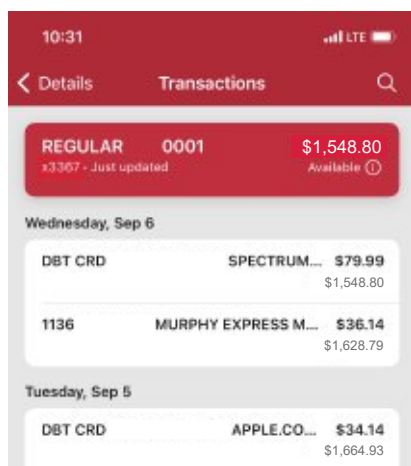 10:31 LTE
Details Transactions
REGULAR 0001 $1,548.80
x3367 - Just updated Available
Wednesday, Sep 6
DBT CRD SPECTRUM... $79.99
$1,548.80
1136 MURPHY EXPRESS M... $36.14
$1,628.79
Tuesday, Sep 5
DBT CRD APPLE.CO... $34.14
$1,664.93